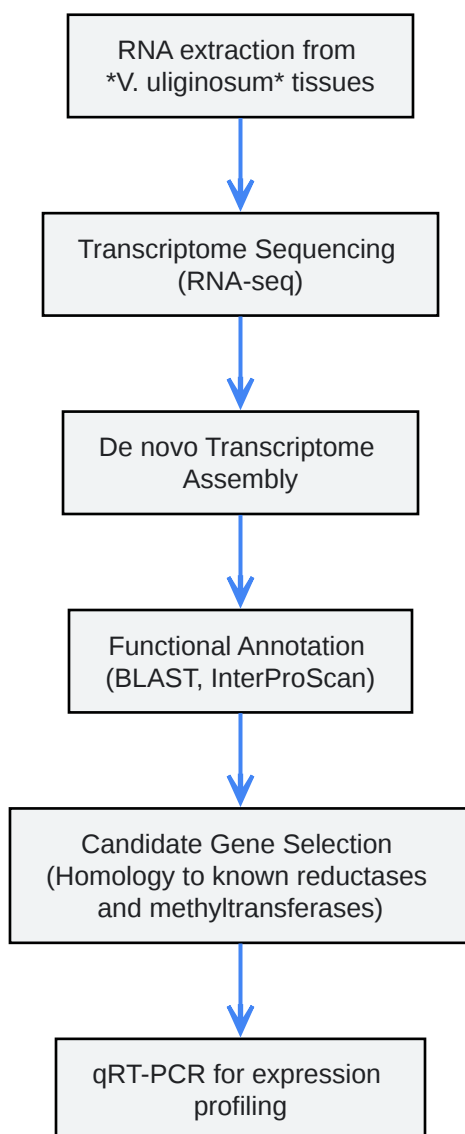 RNA extraction from
*V. uliginosum* tissues
Transcriptome Sequencing
(RNA-seq)
De novo Transcriptome
Assembly
Functional Annotation
(BLAST, InterProScan)
Candidate Gene Selection
(Homology to known reductases
and methyltransferases)
qRT-PCR for expression
profiling